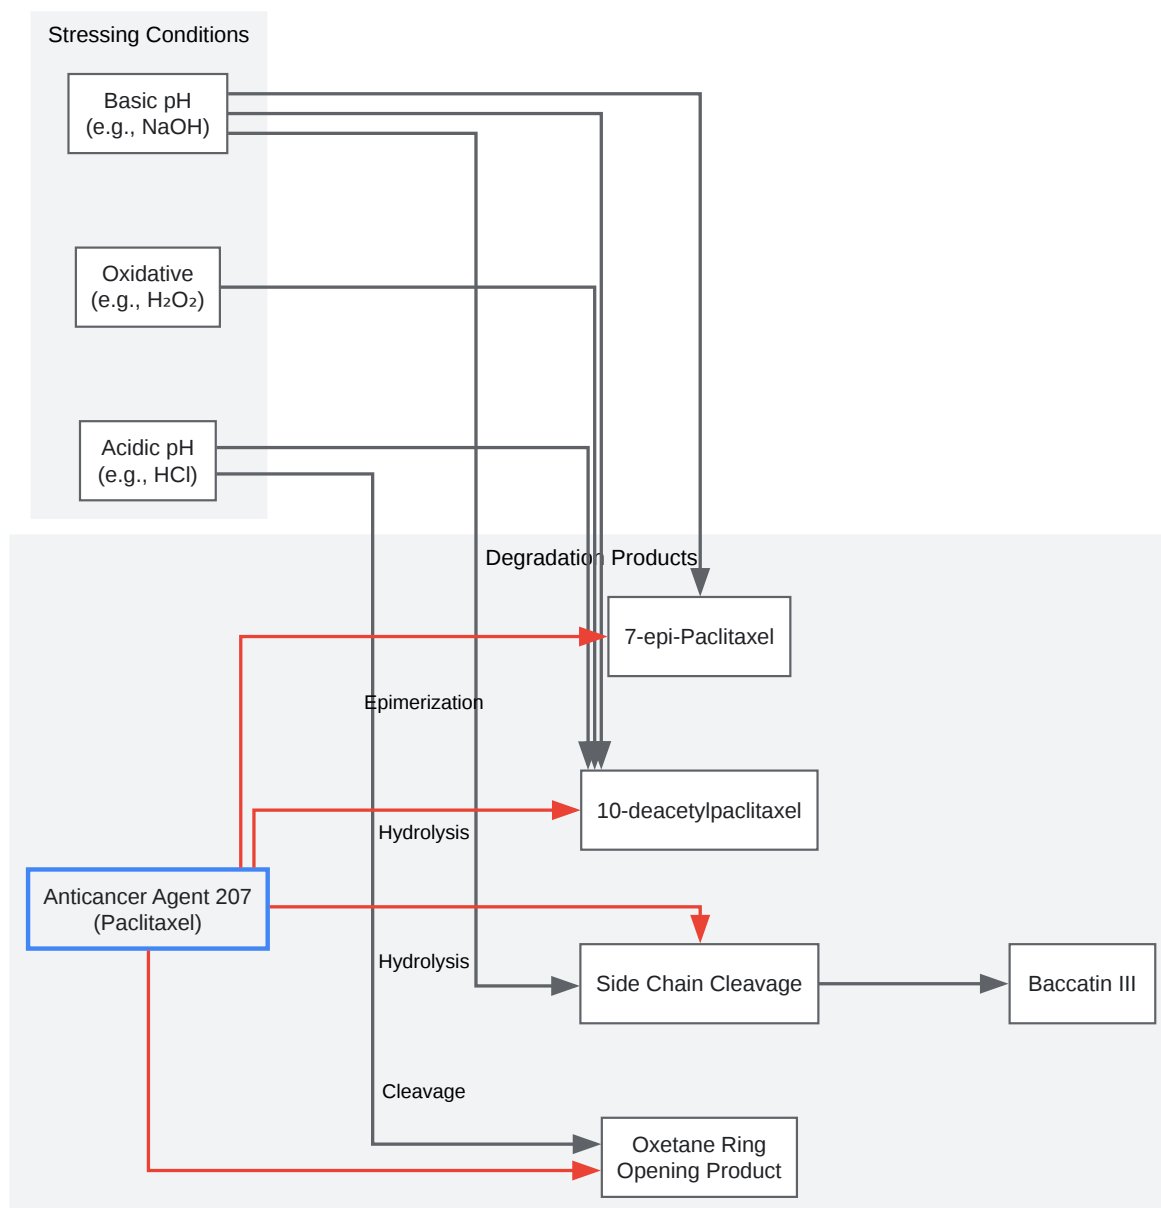 Stressing Conditions
Basic pH
(e.g., NaOH)
Oxidative
(e.g., H₂O₂)
Acidic pH
(e.g., HCl)
Degradation Products
7-epi-Paclitaxel
Epimerization
10-deacetylpaclitaxel
Hydrolysis
Anticancer Agent 207
(Paclitaxel)
Hydrolysis
Side Chain Cleavage
Baccatin III
Cleavage
Oxetane Ring
Opening Product